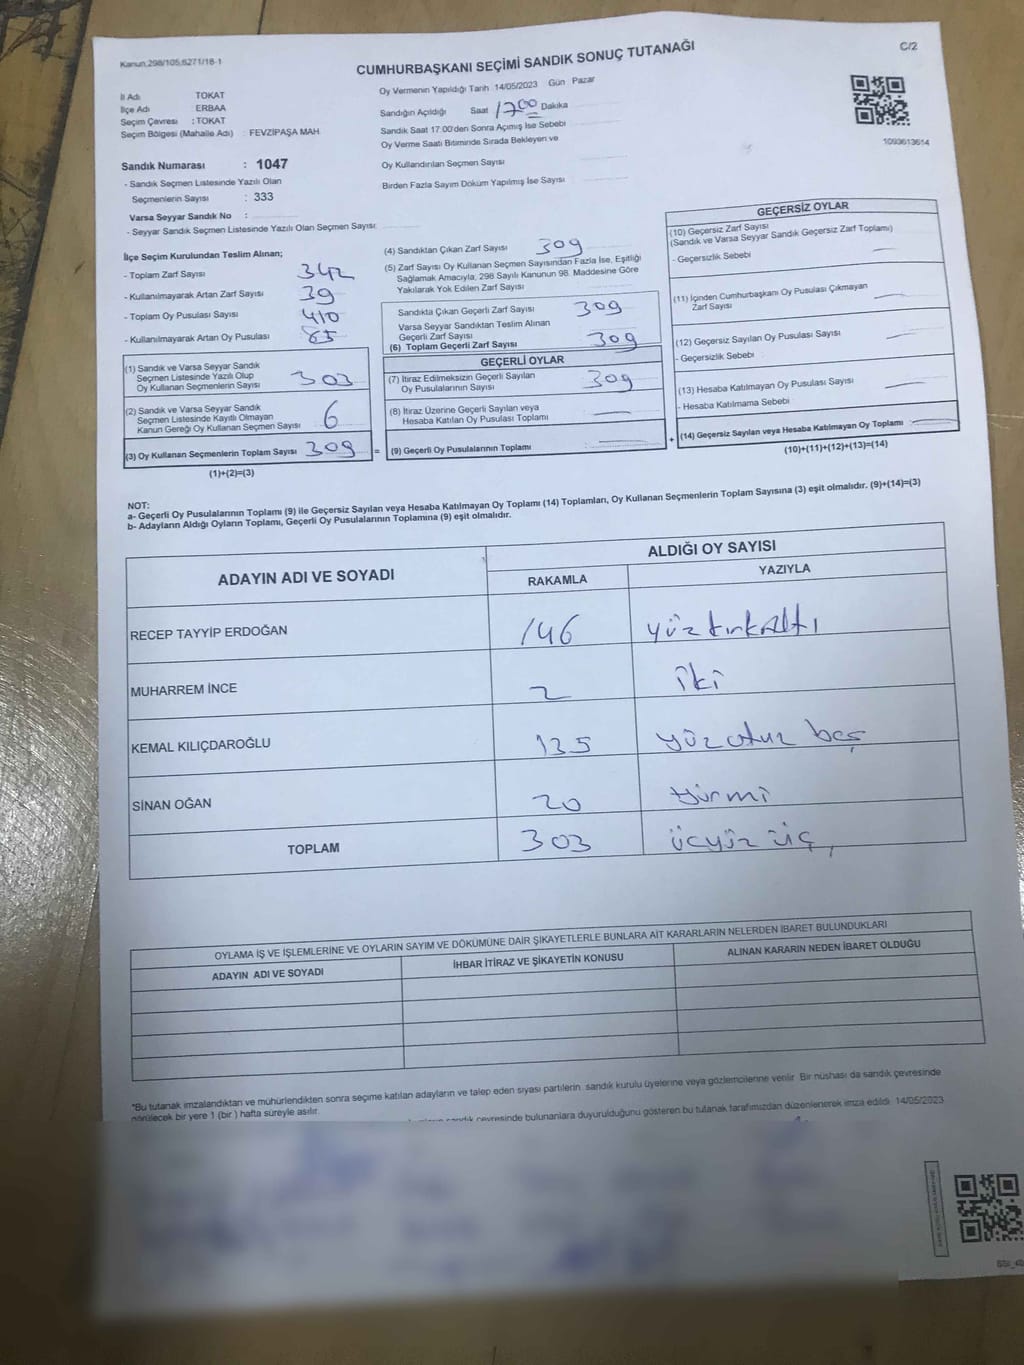 Kanun,298/105,6271/18-1
C/2
CUMHURBAŞKANI SEÇİMİ SANDIK SONUÇ TUTANAĞI
İl Adı TOKAT
İlçe Adı : ERBAA
Seçim Çevresi : TOKAT
Seçim Bölgesi (Mahalle Adı) : FEVZİPAŞA MAH
Sandık Numarası : 1047
- Sandık Seçmen Listesinde Yazılı Olan
Seçmenlerin Sayısı : 333
Varsa Seyyar Sandık No :
- Seyyar Sandık Seçmen Listesinde Yazılı Olan Seçmen Sayısı:
Oy Vermenin Yapıldığı Tarih :14/05/2023 Gün : Pazar
Sandığın Açıldığı Saat 17 00 Dakika
Sandık Saat 17.00'den Sonra Açımış İse Sebebi
Oy Verme Saati Bitiminde Sırada Bekleyen ve
Oy Kullandırılan Seçmen Sayısı
Birden Fazla Sayım Döküm Yapılmış İse Sayısı
1093613614
İlçe Seçim Kurulundan Teslim Alınan;
- Toplam Zarf Sayısı 342
- Kullanılmayarak Artan Zarf Sayısı 39
- Toplam Oy Pusulası Sayısı 410
- Kullanılmayarak Artan Oy Pusulası
(1) Sandık ve Varsa Seyyar Sandık
Seçmen Listesinde Yazılı Olup
Oy Kullanan Seçmenlerin Sayısı 303
(2) Sandık ve Varsa Seyyar Sandık
Seçmen Listesinde Kayıtlı Olmayan
Kanun Gereği Oy Kullanan Seçmen Sayısı 6
(3) Oy Kullanan Seçmenlerin Toplam Sayısı 309 =
(1)+(2)=(3)
(4) Sandıktan Çıkan Zarf Sayısı 309
(5) Zarf Sayısı Oy Kullanan Seçmen Sayısından Fazla İse, Eşitliği
Sağlamak Amacıyla, 298 Sayılı Kanunun 98. Maddesine Göre
Yakılarak Yok Edilen Zarf Sayısı
Sandıkta Çıkan Geçerli Zarf Sayısı 309
Varsa Seyyar Sandıktan Teslim Alınan
Geçerli Zarf Sayısı
(6) Toplam Geçerli Zarf Sayısı 309
GEÇERLİ OYLAR
(7) İtiraz Edilmeksizin Geçerli Sayılan
Oy Pusulalarının Sayısı 309
(8) İtiraz Üzerine Geçerli Sayılan veya
Hesaba Katılan Oy Pusulası Toplamı
(9) Geçerli Oy Pusulalarının Toplamı +
GEÇERSİZ OYLAR
(10) Geçersiz Zarf Sayısı
(Sandık ve Varsa Seyyar Sandık Geçersiz Zarf Toplamı)
- Geçersizlik Sebebi
(11) İçinden Cumhurbaşkanı Oy Pusulası Çıkmayan
Zarf Sayısı
(12) Geçersiz Sayılan Oy Pusulası Sayısı
- Geçersizlik Sebebi
(13) Hesaba Katılmayan Oy Pusulası Sayısı
- Hesaba Katılmama Sebebi
(14) Geçersiz Sayılan veya Hesaba Katılmayan Oy Toplamı
(10)+(11)+(12)+(13)=(14)
NOT:
a- Geçerli Oy Pusulalarının Toplamı (9) ile Geçersiz Sayılan veya Hesaba Katılmayan Oy Toplamı (14) Toplamları, Oy Kullanan Seçmenlerin Toplam Sayısına (3) eşit olmalıdır. (9)+(14)=(3)
b- Adayların Aldığı Oyların Toplamı, Geçerli Oy Pusulalarının Toplamına (9) eşit olmalıdır.
ADAYIN ADI VE SOYADI
ALDIĞI OY SAYISI
RAKAMLA YAZIYLA
RECEP TAYYİP ERDOĞAN 146 yüzkırkaltı
MUHARREM İNCE 2 iki
KEMAL KILIÇDAROĞLU 135 yüzotuz beş
SİNAN OĞAN 20 yirmi
TOPLAM 303 üçyüz üç
OYLAMA İŞ VE İŞLEMLERİNE VE OYLARIN SAYIM VE DÖKÜMÜNE DAİR ŞİKAYETLERLE BUNLARA AİT KARARLARIN NELERDEN İBARET BULUNDUKLARI
ADAYIN ADI VE SOYADI İHBAR İTİRAZ VE ŞİKAYETİN KONUSU ALINAN KARARIN NEDEN İBARET OLDUĞU
*Bu tutanak imzalandıktan ve mühürlendikten sonra seçime katılan adayların ve talep eden siyasi partilerin sandık kurulu üyelerine veya gözlemcilerine verilir. Bir nüshası da sandık çevresinde
görülecek bir yere 1 (bir ) hafta süreyle asılır.
sandık çevresinde bulunanlara duyurulduğunu gösteren bu tutanak tarafımızdan düzenlenerek imza edildi. 14/05/2023